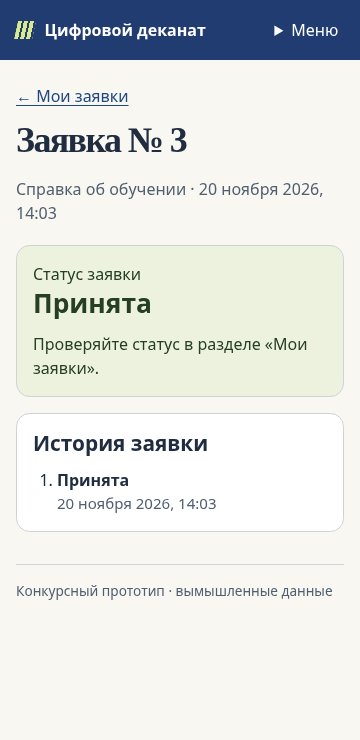 Цифровой деканат
▶ Меню
← Мои заявки
Заявка № 3
Справка об обучении · 20 ноября 2026,
14:03
Статус заявки
Принята
Проверяйте статус в разделе «Мои
заявки».
История заявки
1. Принята
20 ноября 2026, 14:03
Конкурсный прототип · вымышленные данные